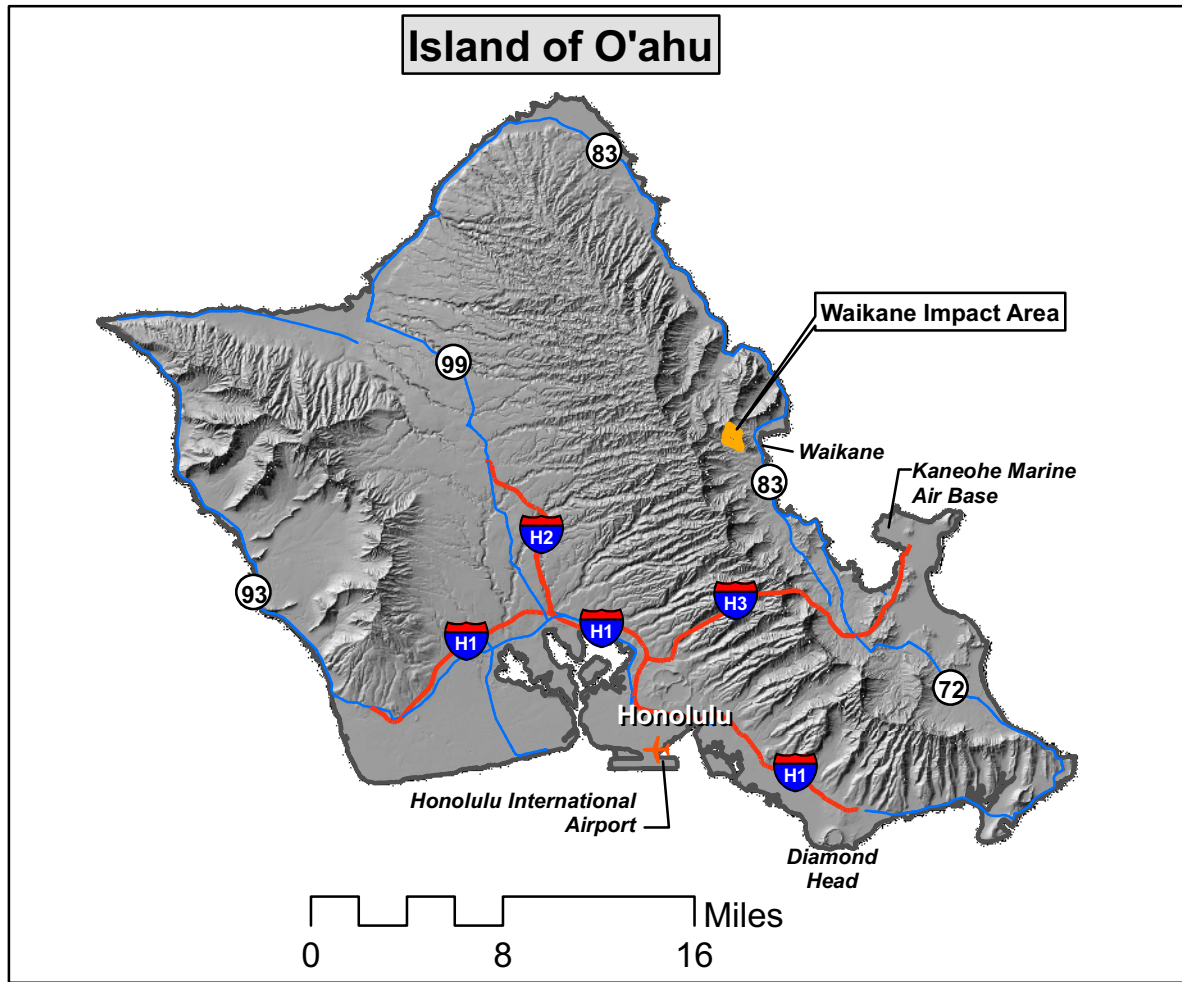 Island of O'ahu
83
Waikane Impact Area
99
Waikane
83
Kaneohe Marine
Air Base
H2
93
H3
H1
H1
72
Honolulu
H1
Honolulu International
Airport
Diamond
Head
Miles
0
8
16